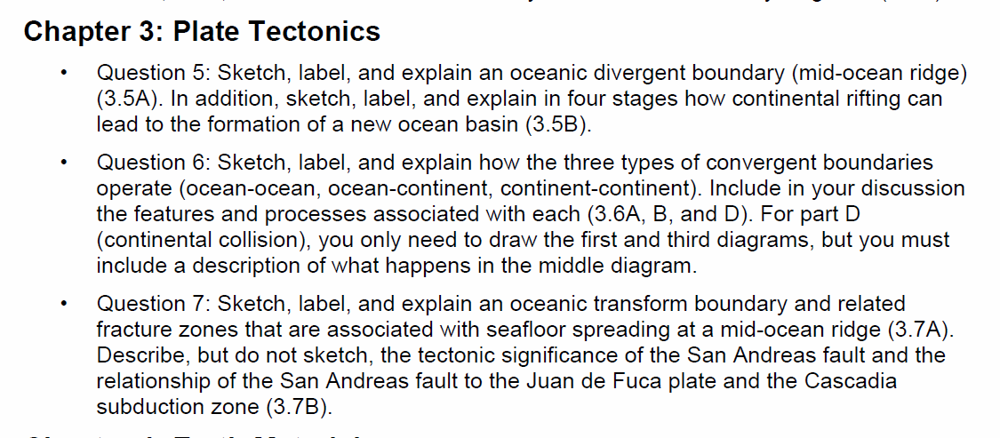 Chapter 3: Plate Tectonics
• Question 5: Sketch, label, and explain an oceanic divergent boundary (mid-ocean ridge)
(3.5A). In addition, sketch, label, and explain in four stages how continental rifting can
lead to the formation of a new ocean basin (3.5B).
• Question 6: Sketch, label, and explain how the three types of convergent boundaries
operate (ocean-ocean, ocean-continent, continent-continent). Include in your discussion
the features and processes associated with each (3.6A, B, and D). For part D
(continental collision), you only need to draw the first and third diagrams, but you must
include a description of what happens in the middle diagram.
• Question 7: Sketch, label, and explain an oceanic transform boundary and related
fracture zones that are associated with seafloor spreading at a mid-ocean ridge (3.7A).
Describe, but do not sketch, the tectonic significance of the San Andreas fault and the
relationship of the San Andreas fault to the Juan de Fuca plate and the Cascadia
subduction zone (3.7B).